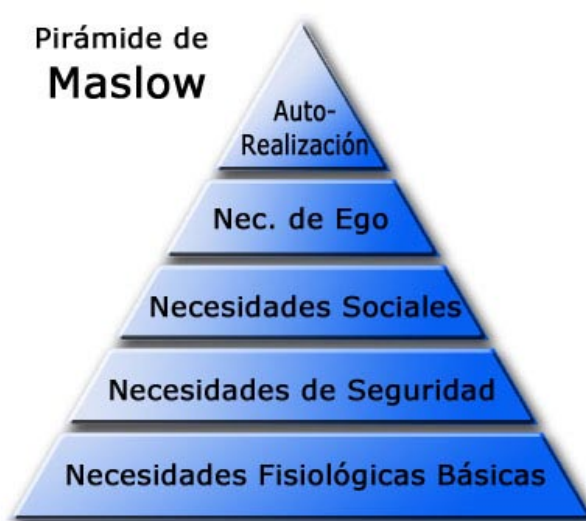 Pirámide de
Maslow
Auto-
Realización
Nec. de Ego
Necesidades Sociales
Necesidades de Seguridad
Necesidades Fisiológicas Básicas